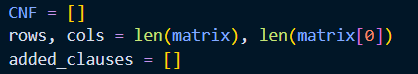 CNF = []
rows, cols = len(matrix), len(matrix[0])
added_clauses = []